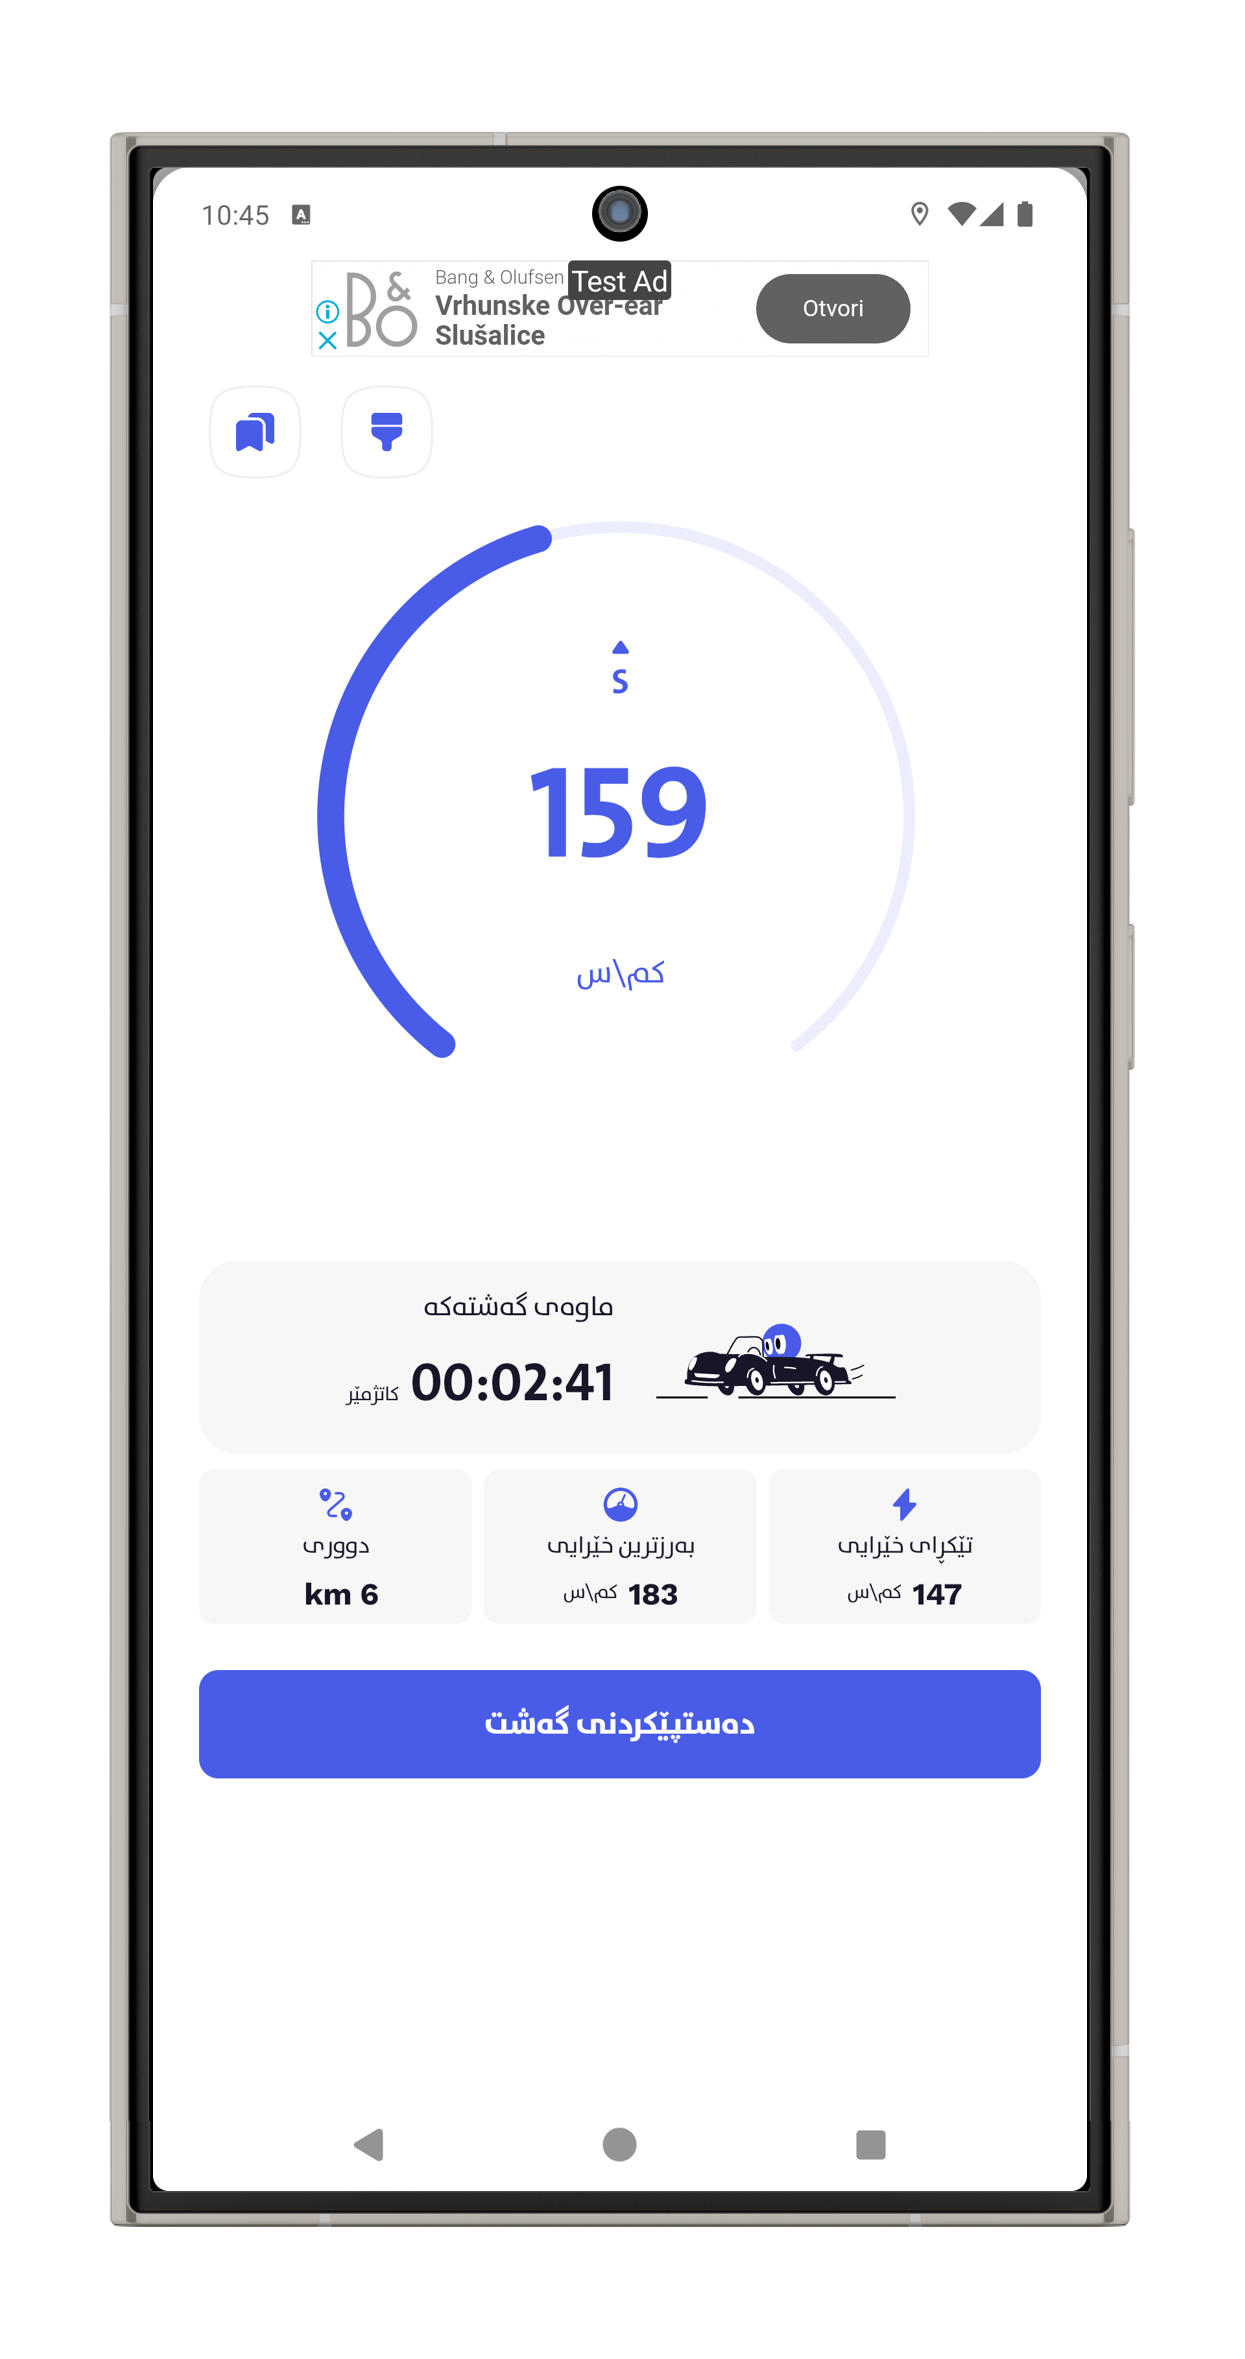 10:45
B&O
Bang & Olufsen
Test Ad
Vrhunske Over-ear
Slušalice
Otvori
S
159
کم\س
ماوەی گەشتەکە
00:02:41 کاتژمێر
تێکڕای خێرایی
147 کم\س
بەرزترین خێرایی
183 کم\س
دووری
km 6
دەستپێکردنی گەشت